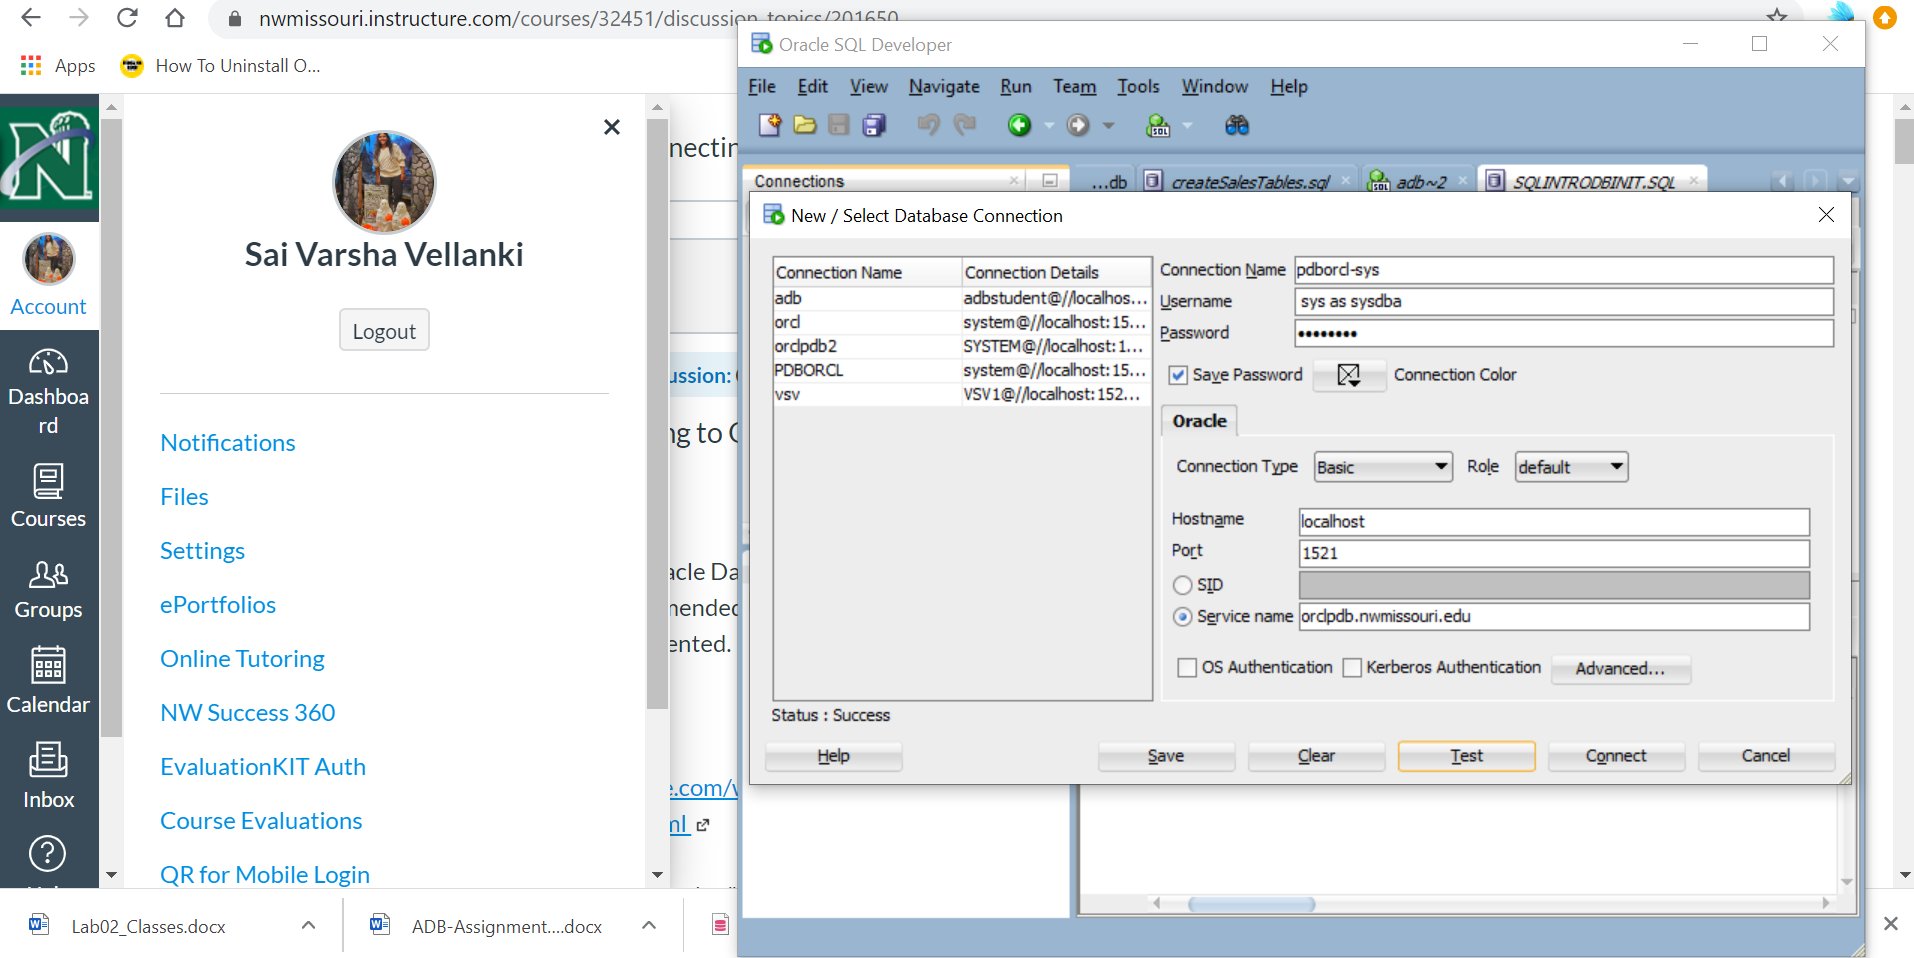 nwmissouri.instructure.com/courses/32451/discussion_topics/201650
Apps
How To Uninstall O...
N
Account
Dashboa
rd
Courses
Groups
Calendar
Inbox
Sai Varsha Vellanki
Logout
Notifications
Files
Settings
ePortfolios
Online Tutoring
NW Success 360
EvaluationKIT Auth
Course Evaluations
QR for Mobile Login
nectin
ussion:
ng to
acle Da
mended
ented.
e.com/w
ml
Oracle SQL Developer
File Edit View Navigate Run Team Tools Window Help
Connections
...db
createSalesTables.sql
adb~2
SQLINTRODBINIT.SQL
New / Select Database Connection
Connection Name Connection Details
adb adbstudent@//localhos...
orcl system@//localhost:15...
orclpdb2 SYSTEM@//localhost:1...
PDBORCL system@//localhost:15...
vsv VSV1@//localhost:152...
Connection Name pdborcl-sys
Username sys as sysdba
Password ••••••••
Save Password Connection Color
Oracle
Connection Type Basic Role default
Hostname localhost
Port 1521
SID
Service name orclpdb.nwmissouri.edu
OS Authentication Kerberos Authentication Advanced...
Status : Success
Help Save Clear Test Connect Cancel
Lab02_Classes.docx
ADB-Assignment....docx